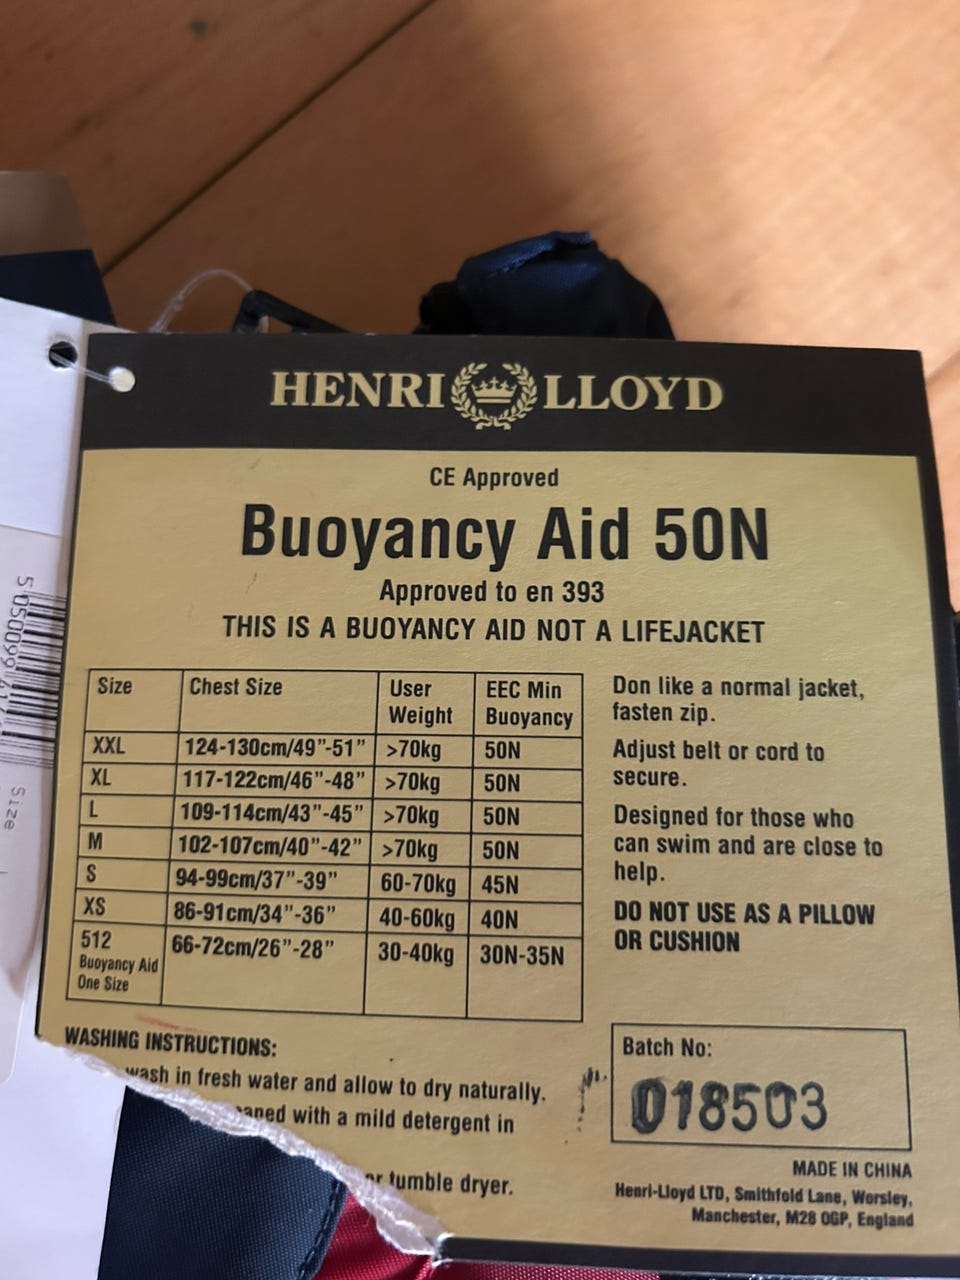 HENRI LLOYD
CE Approved
Buoyancy Aid 50N
Approved to en 393
THIS IS A BUOYANCY AID NOT A LIFEJACKET
Size Chest Size User Weight EEC Min Buoyancy
XXL 124-130cm/49”-51” >70kg 50N
XL 117-122cm/46”-48” >70kg 50N
L 109-114cm/43”-45” >70kg 50N
M 102-107cm/40”-42” >70kg 50N
S 94-99cm/37”-39” 60-70kg 45N
XS 86-91cm/34”-36” 40-60kg 40N
512 Buoyancy Aid One Size 66-72cm/26”-28” 30-40kg 30N-35N
Don like a normal jacket,
fasten zip.
Adjust belt or cord to
secure.
Designed for those who
can swim and are close to
help.
DO NOT USE AS A PILLOW
OR CUSHION
WASHING INSTRUCTIONS:
wash in fresh water and allow to dry naturally.
with a mild detergent in
or tumble dryer.
Batch No:
018503
MADE IN CHINA
Henri-Lloyd LTD, Smithfold Lane, Worsley,
Manchester, M28 0GP, England
Size